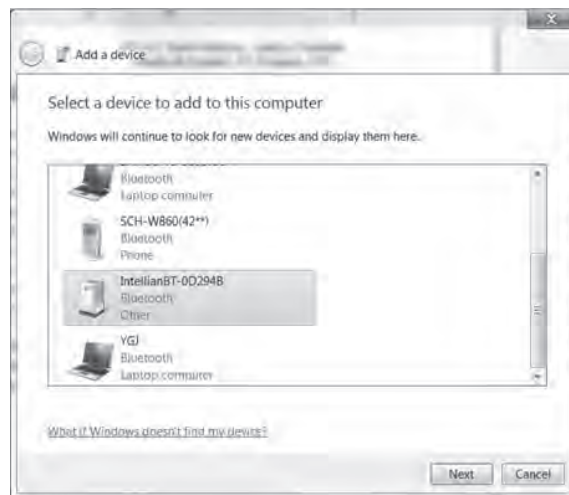 Add a device
Select a device to add to this computer
Windows will continue to look for new devices and display them here.
Bluetooth
Laptop computer
SCH-W860(42**)
Bluetooth
Phone
IntellianBT-0D294B
Bluetooth
Other
YGJ
Bluetooth
Laptop computer
What if Windows doesn't find my device?
Next Cancel